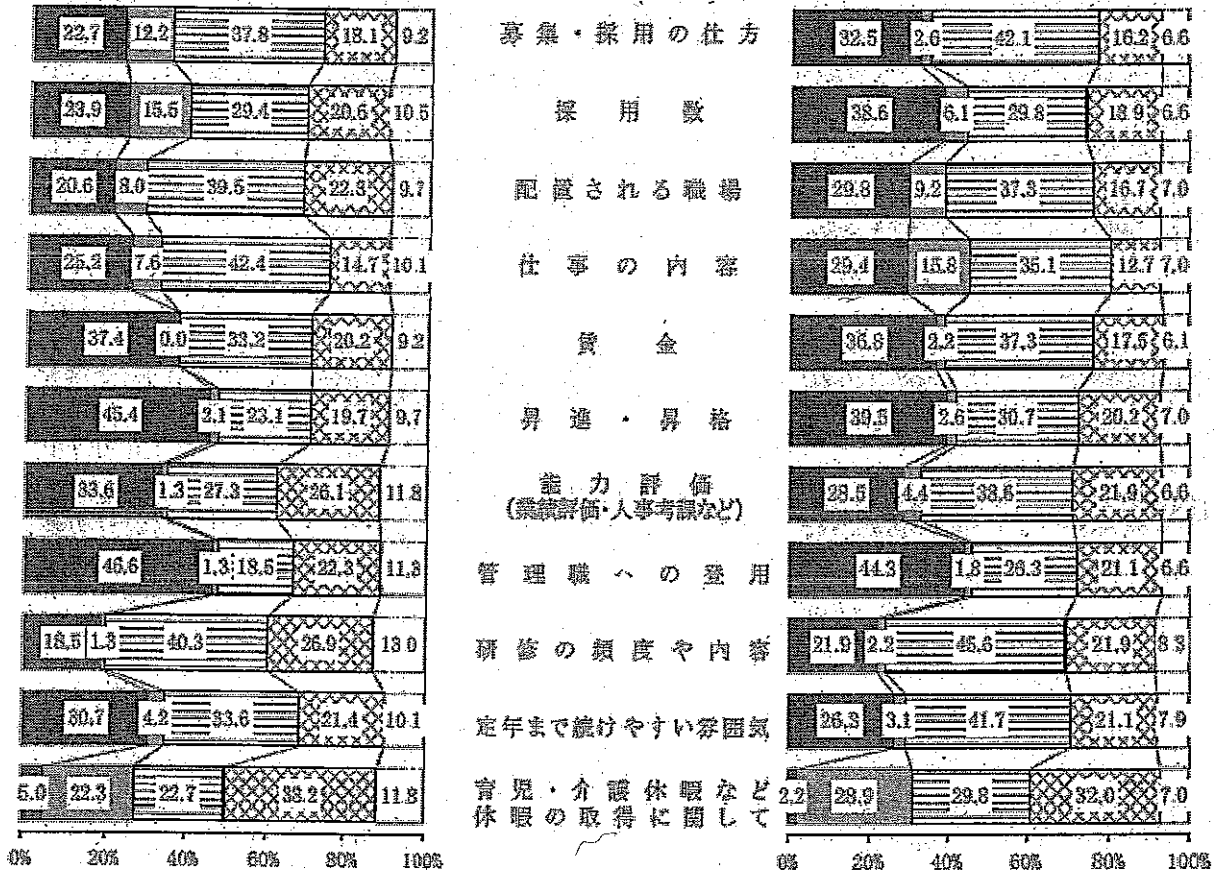 22.7 12.2 37.8 18.1 9.2 募集・採用の仕方 32.5 2.6 42.1 16.2 6.6
23.9 15.5 29.4 20.6 10.5 採用数 38.6 6.1 29.8 18.9 6.6
20.6 8.0 39.5 22.3 9.7 配置される職場 29.8 9.2 37.3 16.7 7.0
25.2 7.6 42.4 14.7 10.1 仕事の内容 29.4 15.8 35.1 12.7 7.0
37.4 0.0 33.2 20.2 9.2 賃金 36.8 2.2 37.3 17.5 6.1
45.4 2.1 23.1 19.7 9.7 昇進・昇格 39.5 2.6 30.7 20.2 7.0
33.6 1.3 27.3 26.1 11.8 能力評価 28.5 4.4 38.6 21.9 6.6
(業績評価・人事考課など)
46.6 1.3 18.5 22.3 11.3 管理職への登用 44.3 1.8 26.3 21.1 6.6
18.5 1.3 40.3 26.9 13.0 研修の頻度や内容 21.9 2.2 45.6 21.9 8.3
30.7 4.2 33.6 21.4 10.1 定年まで続けやすい雰囲気 26.3 3.1 41.7 21.1 7.9
5.0 22.3 22.7 38.2 11.8 育児・介護休暇など 2.2 28.9 29.8 32.0 7.0
休暇の取得に関して
0% 20% 40% 60% 80% 100% 0% 20% 40% 60% 80% 100%